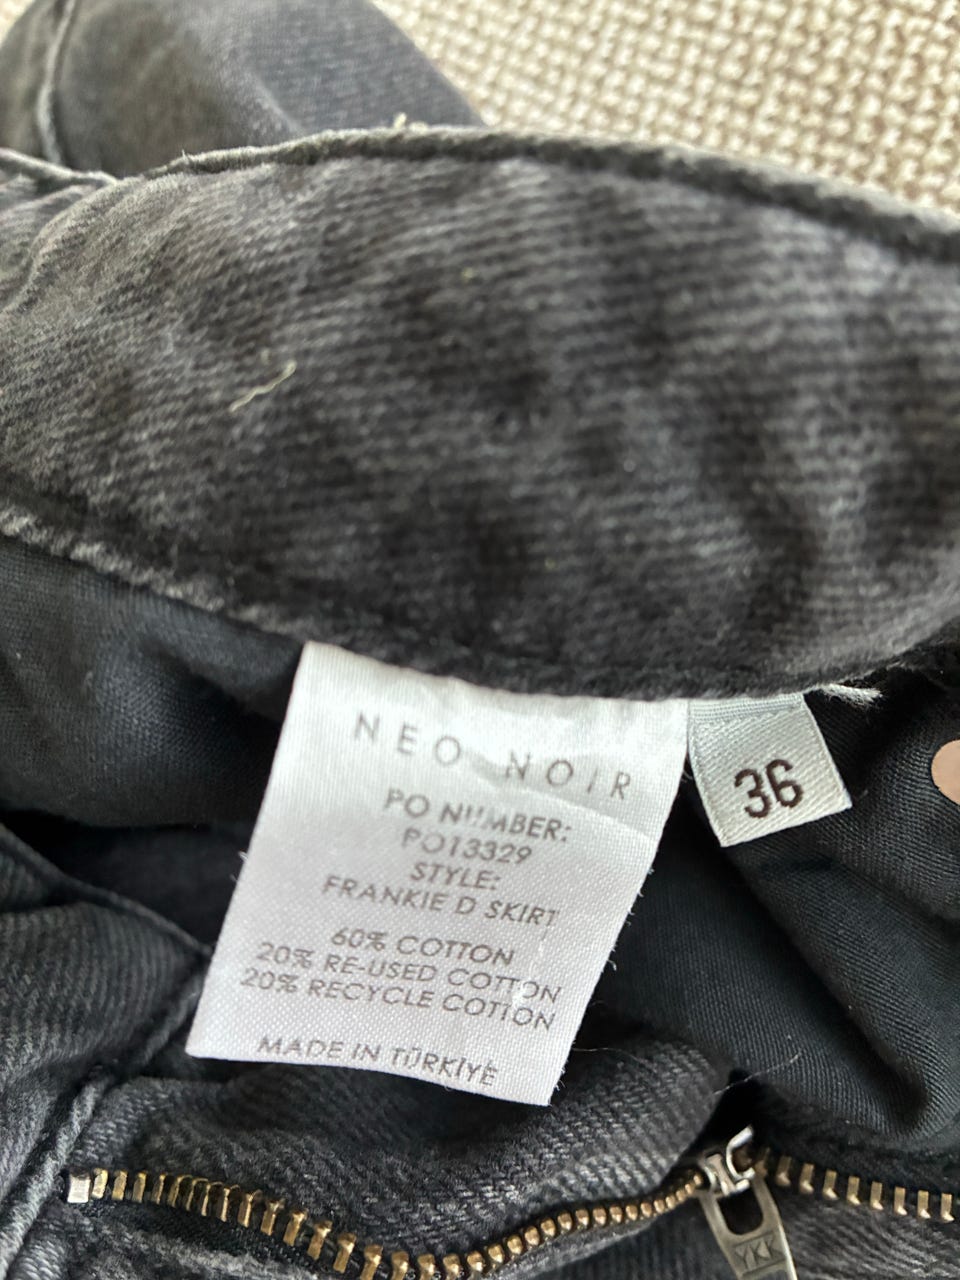 NEO NOIR
PO NUMBER:
PO13329
STYLE:
FRANKIE D SKIRT
60% COTTON
20% RE-USED COTTON
20% RECYCLE COTTON
MADE IN TÜRKİYE
36
YKK